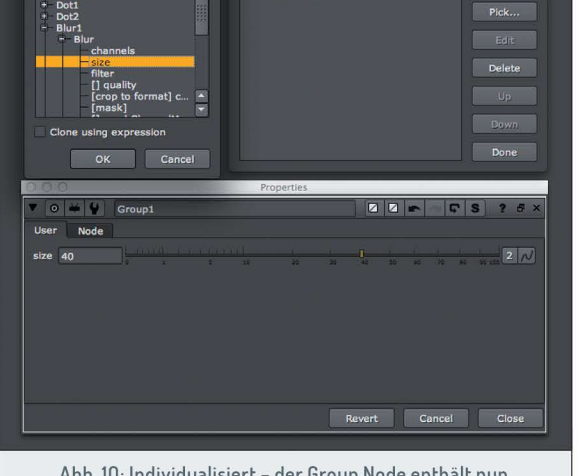 Dot1
Dot2
Blur1
Blur
channels
size
filter
[] quality
[crop to format] c...
[mask]
Clone using expression
OK Cancel
Pick...
Edit
Delete
Up
Down
Done
Properties
Group1
S ?
User Node
size 40
0 1 5 10 20 30 40 50 60 70 80 90 100
2
Revert Cancel Close
Abb. 10: Individualisiert – der Group Node enthält nun